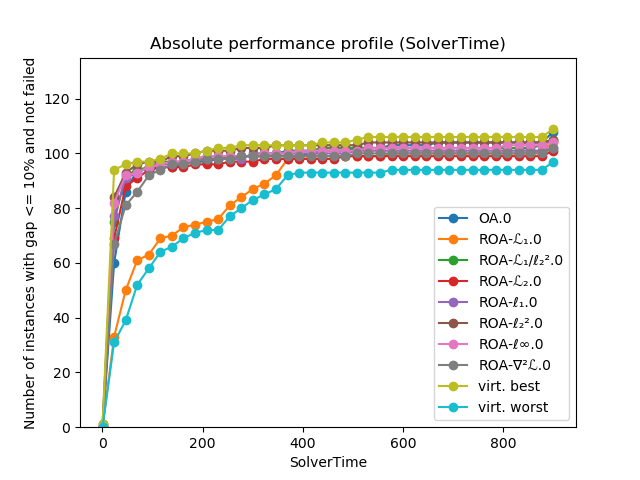 Absolute performance profile (SolverTime)
Number of instances with gap <= 10% and not failed
120
100
80
60
40
20
0
0 200 400 600 800
SolverTime
OA.0
ROA-ℒ₁.0
ROA-ℒ₁/ℓ₂².0
ROA-ℒ₂.0
ROA-ℓ₁.0
ROA-ℓ₂².0
ROA-ℓ∞.0
ROA-∇²ℒ.0
virt. best
virt. worst